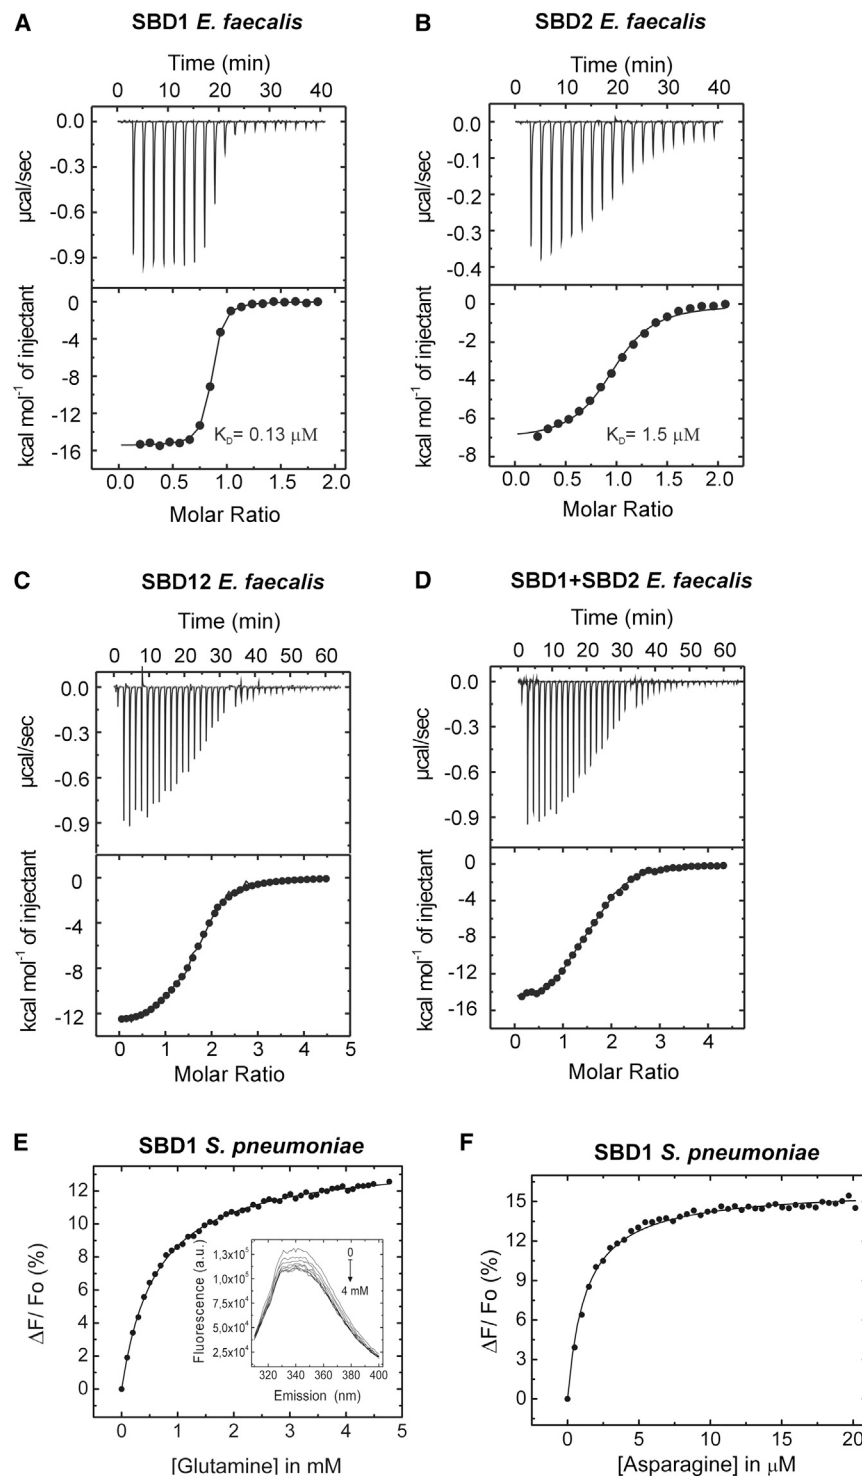 A
SBD1 E. faecalis
Time (min)
0 10 20 30 40
0.0
-0.3
-0.6
-0.9
µcal/sec
0
-4
-8
-12
-16
kcal mol⁻¹ of injectant
K_D= 0.13 µM
0.0 0.5 1.0 1.5 2.0
Molar Ratio
B
SBD2 E. faecalis
Time (min)
0 10 20 30 40
0.0
-0.1
-0.2
-0.3
-0.4
µcal/sec
0
-2
-4
-6
-8
kcal mol⁻¹ of injectant
K_D= 1.5 µM
0.0 0.5 1.0 1.5 2.0
Molar Ratio
C
SBD12 E. faecalis
Time (min)
0 10 20 30 40 50 60
0.0
-0.3
-0.6
-0.9
µcal/sec
0
-4
-8
-12
kcal mol⁻¹ of injectant
0 1 2 3 4 5
Molar Ratio
D
SBD1+SBD2 E. faecalis
Time (min)
0 10 20 30 40 50 60
0.0
-0.3
-0.6
-0.9
µcal/sec
0
-4
-8
-12
-16
kcal mol⁻¹ of injectant
0 1 2 3 4
Molar Ratio
E
SBD1 S. pneumoniae
12
10
8
6
4
2
0
ΔF/ Fo (%)
1.3x10⁵
1.0x10⁵
7.5x10⁴
5.0x10⁴
2.5x10⁴
Fluorescence (a.u.)
0
4 mM
320 340 360 380 400
Emission (nm)
0 1 2 3 4 5
[Glutamine] in mM
F
SBD1 S. pneumoniae
15
12
9
6
3
0
ΔF/ Fo (%)
0 5 10 15 20
[Asparagine] in µM